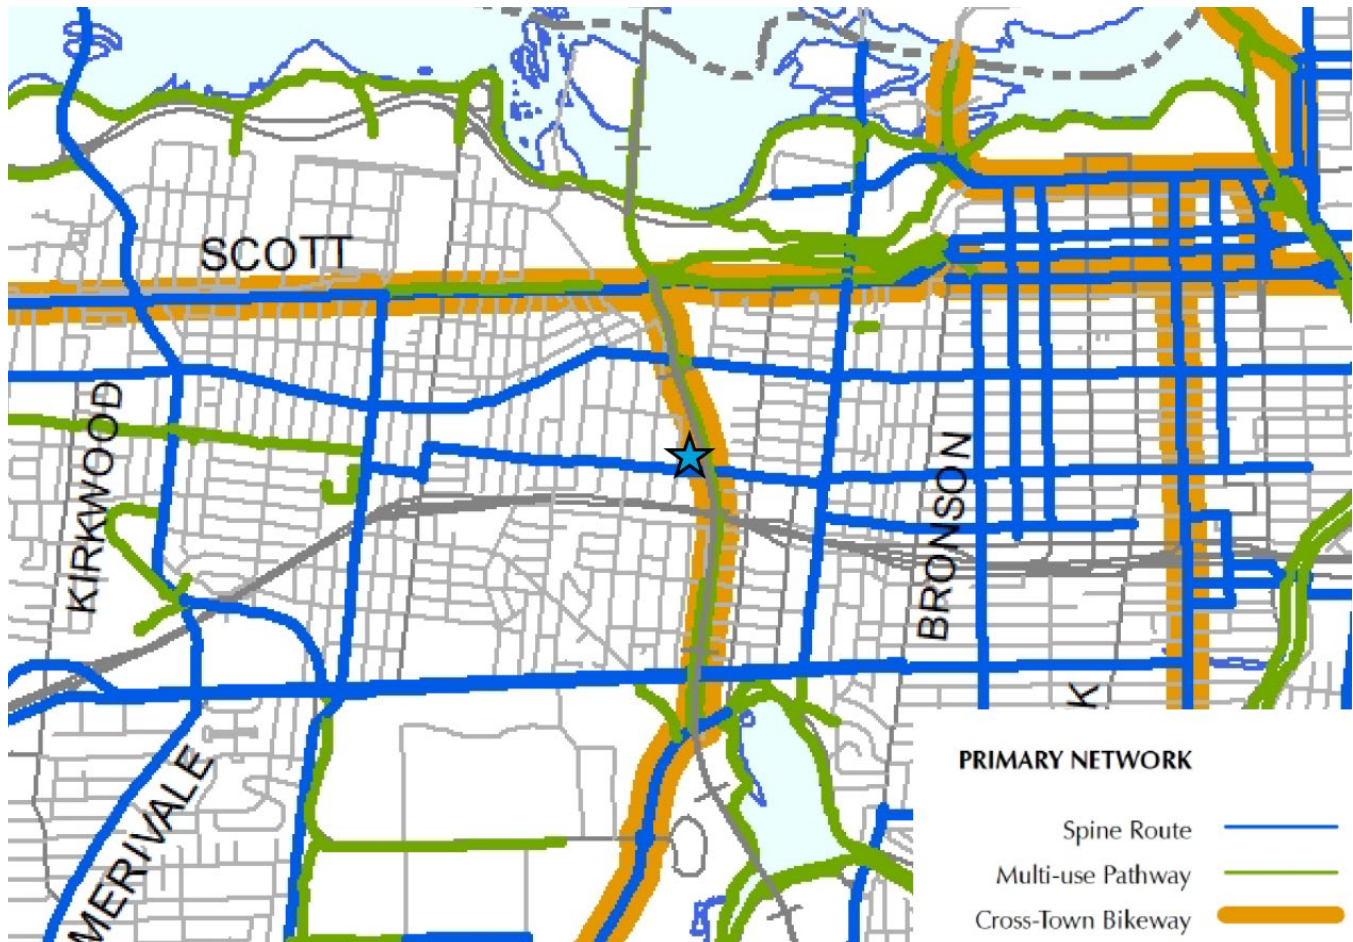 SCOTT
KIRKWOOD
BRONSON
K
MERIVALE
PRIMARY NETWORK
Spine Route
Multi-use Pathway
Cross-Town Bikeway